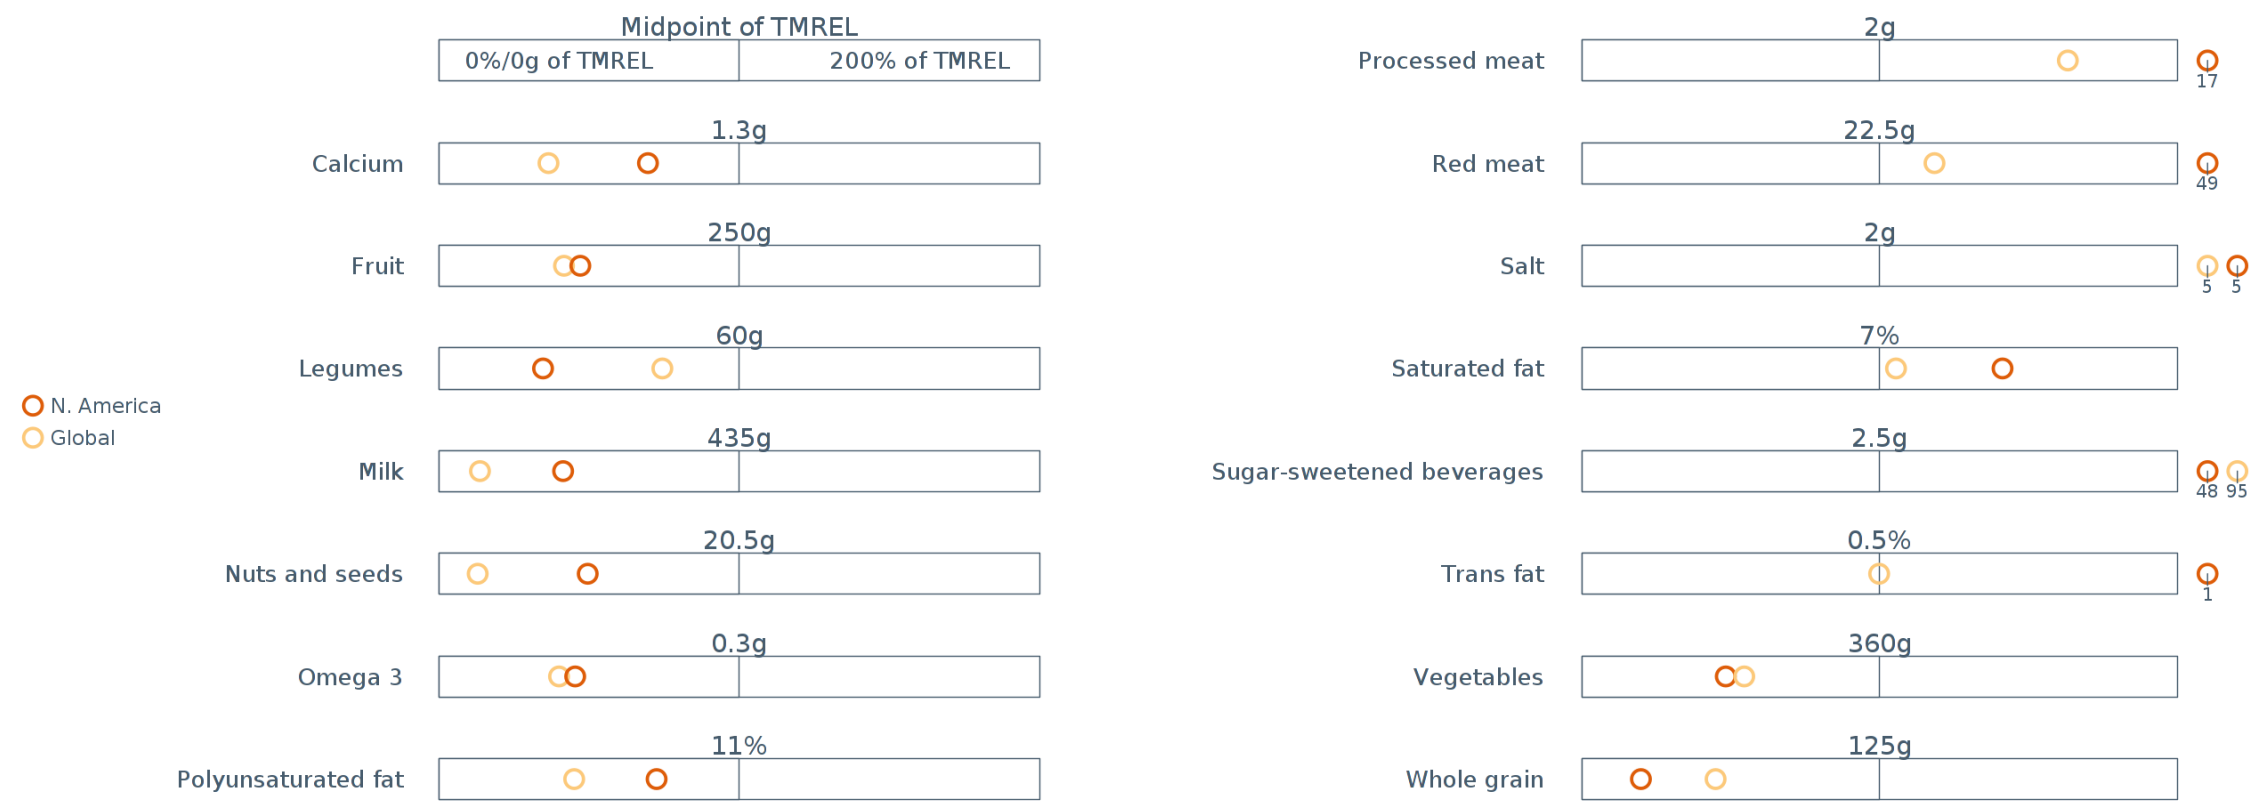 Midpoint of TMREL
0%/0g of TMREL 200% of TMREL
1.3g
Calcium
250g
Fruit
60g
Legumes
N. America
Global
435g
Milk
20.5g
Nuts and seeds
0.3g
Omega 3
11%
Polyunsaturated fat
2g
Processed meat
17
22.5g
Red meat
49
2g
Salt
5 5
7%
Saturated fat
2.5g
Sugar-sweetened beverages
48 95
0.5%
Trans fat
1
360g
Vegetables
125g
Whole grain